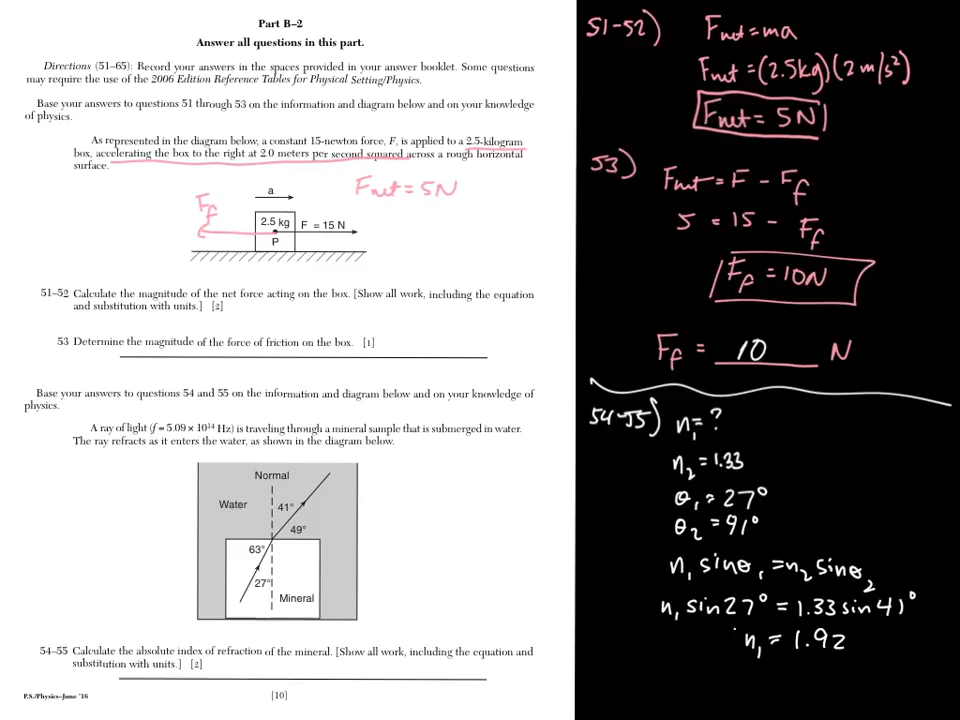 Part B–2
Answer all questions in this part.
Directions (51–65): Record your answers in the spaces provided in your answer booklet. Some questions
may require the use of the 2006 Edition Reference Tables for Physical Setting/Physics.
Base your answers to questions 51 through 53 on the information and diagram below and on your knowledge
of physics.
As represented in the diagram below, a constant 15-newton force, F, is applied to a 2.5-kilogram
box, accelerating the box to the right at 2.0 meters per second squared across a rough horizontal
surface.
Fnet = 5N
a
Ff
2.5 kg
F = 15 N
P
51–52 Calculate the magnitude of the net force acting on the box. [Show all work, including the equation
and substitution with units.] [2]
53 Determine the magnitude of the force of friction on the box. [1]
Base your answers to questions 54 and 55 on the information and diagram below and on your knowledge of
physics.
A ray of light (f = 5.09 × 10¹⁴ Hz) is traveling through a mineral sample that is submerged in water.
The ray refracts as it enters the water, as shown in the diagram below.
Normal
Water
41°
49°
63°
27°
Mineral
54–55 Calculate the absolute index of refraction of the mineral. [Show all work, including the equation and
substitution with units.] [2]
P.S./Physics–June '16
[10]
51-52) Fnet = ma
Fnet = (2.5kg)(2m/s²)
Fnet = 5N
53) Fnet = F - Ff
5 = 15 - Ff
Ff = 10N
Ff = 10 N
54-55) n₁ = ?
n₂ = 1.33
θ₁ = 27°
θ₂ = 91°
n₁ sinθ₁ = n₂ sinθ₂
n₁ sin27° = 1.33 sin41°
n₁ = 1.92